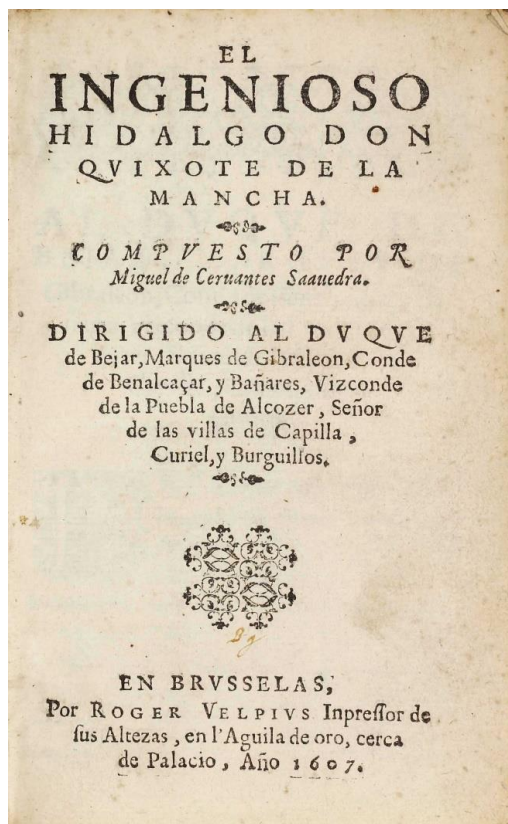 EL
INGENIOSO
HIDALGO DON
QVIXOTE DE LA
MANCHA.
COMPVESTO POR
Miguel de Ceruantes Saauedra.
DIRIGIDO AL DVQVE
de Bejar, Marques de Gibraleon, Conde
de Benalcaçar, y Bañares, Vizconde
de la Puebla de Alcozer, Señor
de las villas de Capilla,
Curiel, y Burguillos.
EN BRVSSELAS,
Por ROGER VELPIVS Inpreſſor de
ſus Altezas, en l'Aguila de oro, cerca
de Palacio, Año 1607.